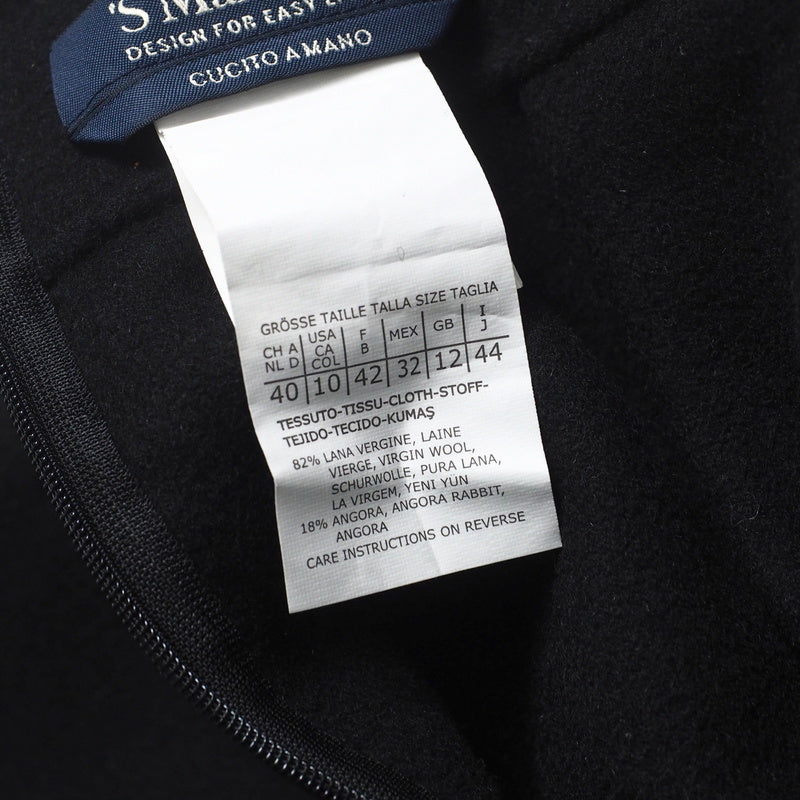 'S Ma
DESIGN FOR EASY
CUCITO A MANO
GRÖSSE TAILLE TALLA SIZE TAGLIA
CH A NL D USA CA COL F B MEX GB I J
40 10 42 32 12 44
TESSUTO-TISSU-CLOTH-STOFF-
TEJIDO-TECIDO-KUMAŞ
82% LANA VERGINE, LAINE
VIERGE, VIRGIN WOOL,
SCHURWOLLE, PURA LANA,
LA VIRGEM, YENI YÜN
18% ANGORA, ANGORA RABBIT,
ANGORA
CARE INSTRUCTIONS ON REVERSE